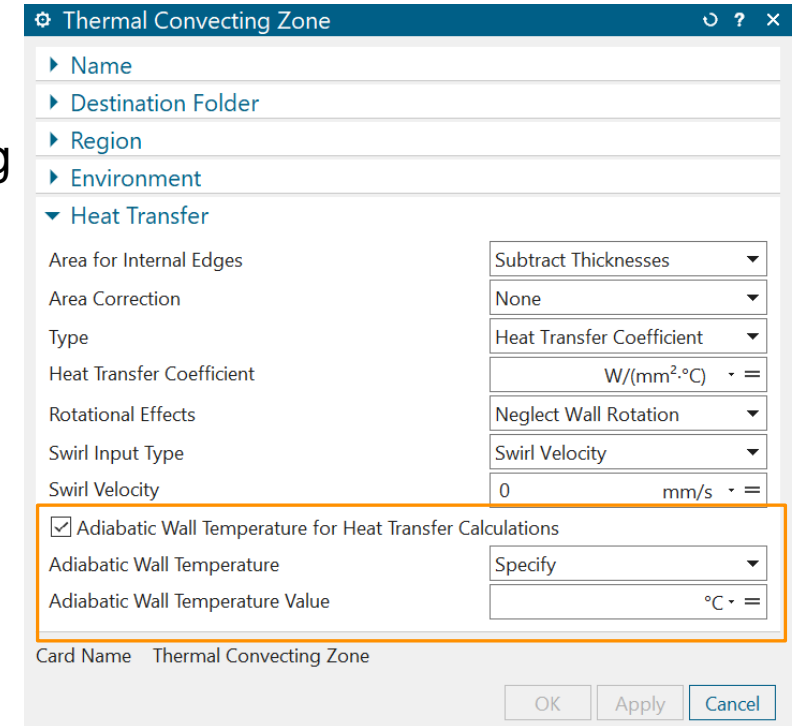 Thermal Convecting Zone ?
Name
Destination Folder
Region
g
Environment
Heat Transfer
Area for Internal Edges Subtract Thicknesses
Area Correction None
Type Heat Transfer Coefficient
Heat Transfer Coefficient W/(mm²·°C) =
Rotational Effects Neglect Wall Rotation
Swirl Input Type Swirl Velocity
Swirl Velocity 0 mm/s =
Adiabatic Wall Temperature for Heat Transfer Calculations
Adiabatic Wall Temperature Specify
Adiabatic Wall Temperature Value °C =
Card Name Thermal Convecting Zone
OK Apply Cancel